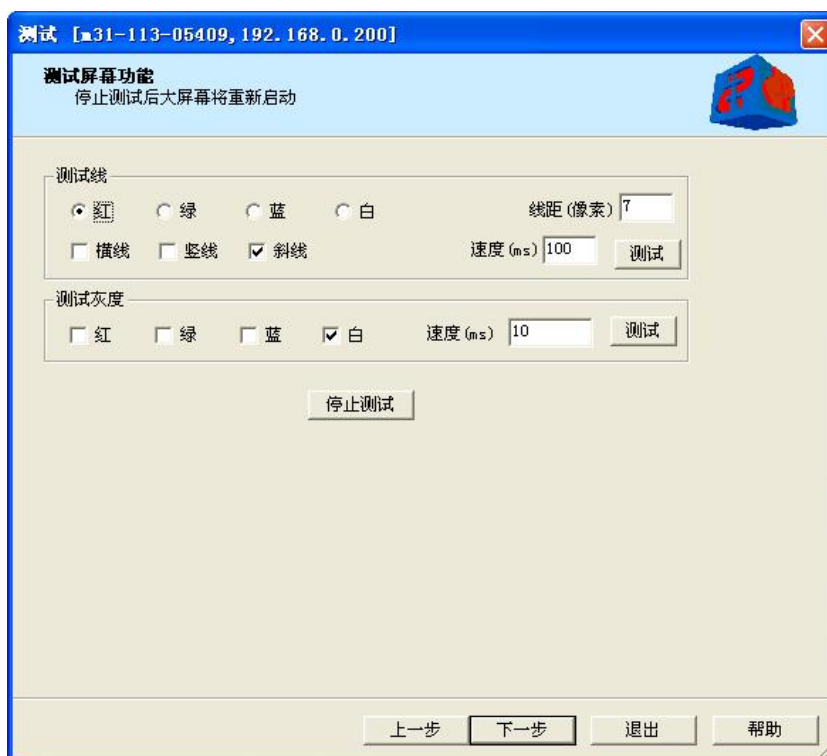 测试 [m31-113-05409,192.168.0.200]
测试屏幕功能
停止测试后大屏幕将重新启动
测试线
红 绿 蓝 白 线距(像素) 7
横线 竖线 斜线 速度(ms) 100 测试
测试灰度
红 绿 蓝 白 速度(ms) 10 测试
停止测试
上一步 下一步 退出 帮助